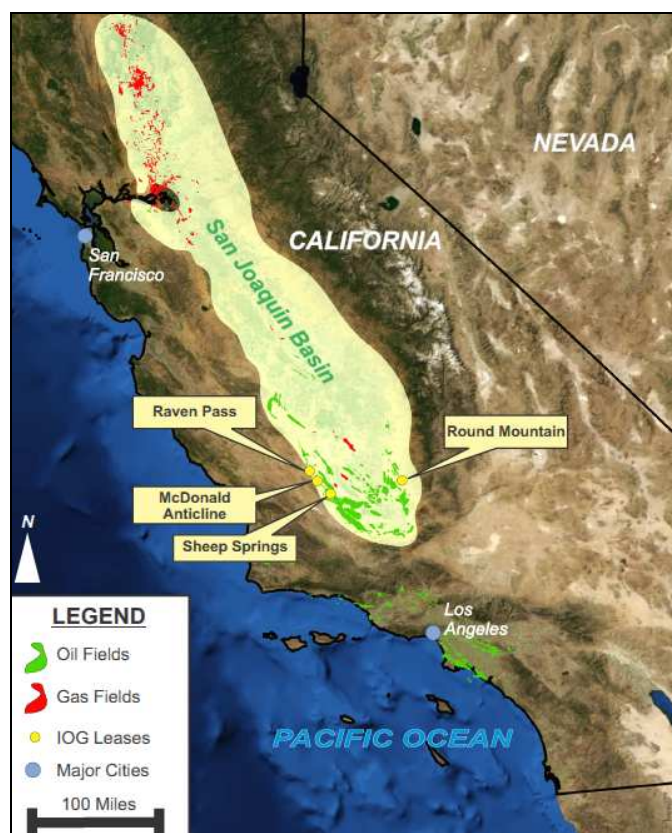 NEVADA
CALIFORNIA
San
Francisco
San Joaquin Basin
Raven Pass
Round Mountain
McDonald
Anticline
Sheep Springs
N
Los
Angeles
PACIFIC OCEAN
LEGEND
Oil Fields
Gas Fields
IOG Leases
Major Cities
100 Miles